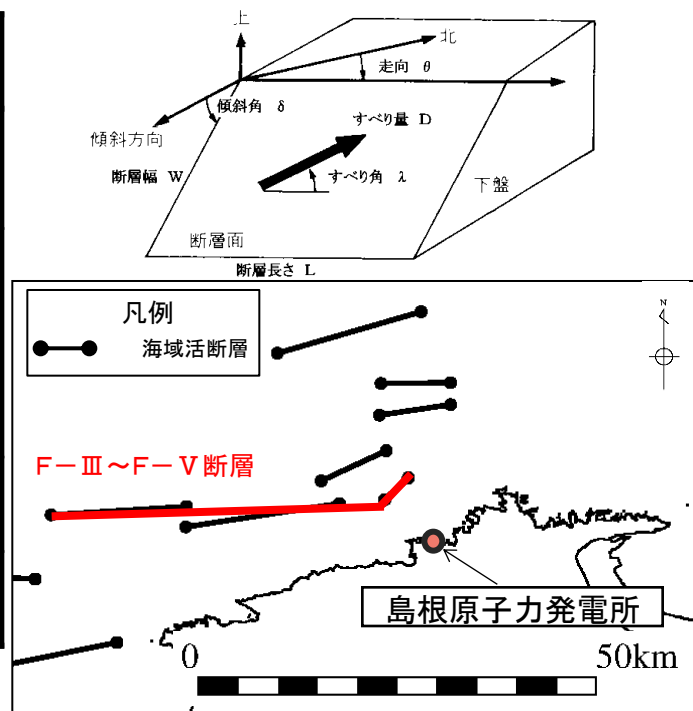 上
北
走向 θ
傾斜角 δ
傾斜方向
すべり量 D
断層幅 W
すべり角 λ
下盤
断層面
断層長さ L
凡例
海域活断層
N
F－Ⅲ～F－Ⅴ断層
島根原子力発電所
0
50km